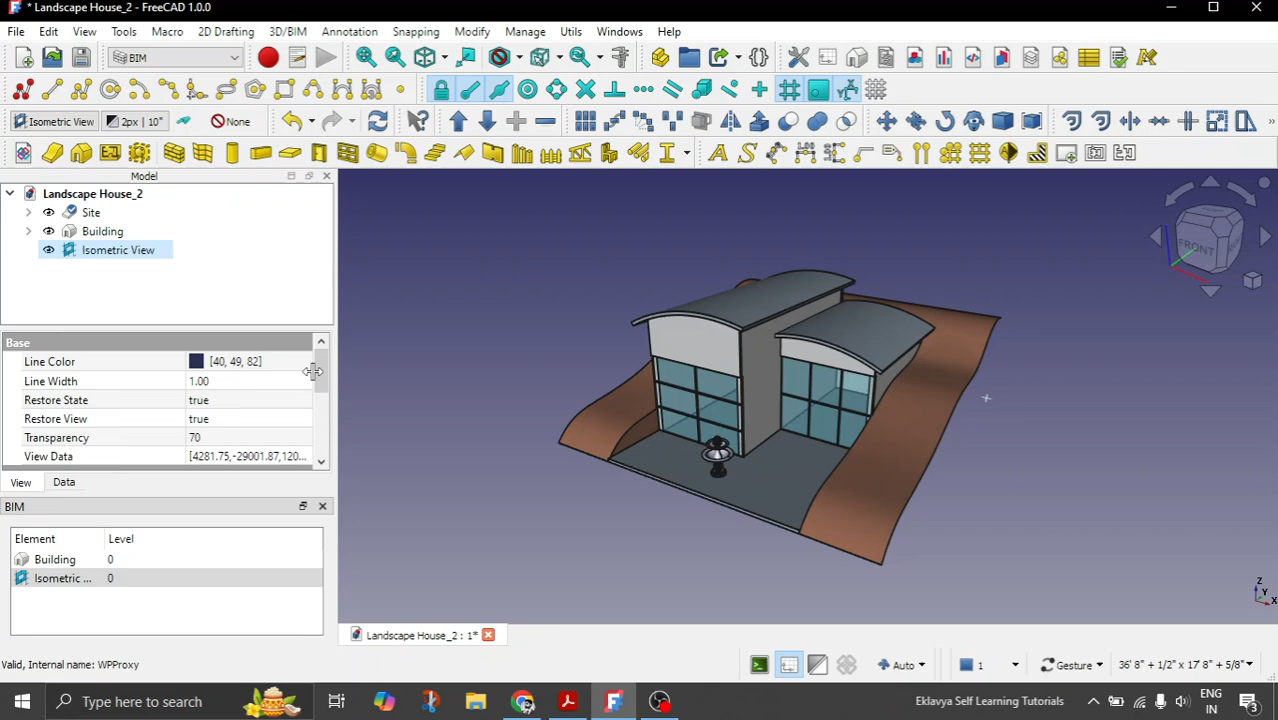 * Landscape House_2 - FreeCAD 1.0.0
File Edit View Tools Macro 2D Drafting 3D/BIM Annotation Snapping Modify Manage Utils Windows Help
BIM
Isometric View 2px | 10" None
Model
Landscape House_2
Site
Building
Isometric View
FRONT
Base
Line Color [40, 49, 82]
Line Width 1.00
Restore State true
Restore View true
Transparency 70
View Data [4281.75,-29001.87,120...
View Data
BIM
Element Level
Building 0
Isometric ... 0
Z
Y
X
Landscape House_2 : 1*
Valid, Internal name: WPProxy
Auto 1 Gesture 36' 8" + 1/2" x 17' 8" + 5/8"
Type here to search
Eklavya Self Learning Tutorials
ENG
IN
3